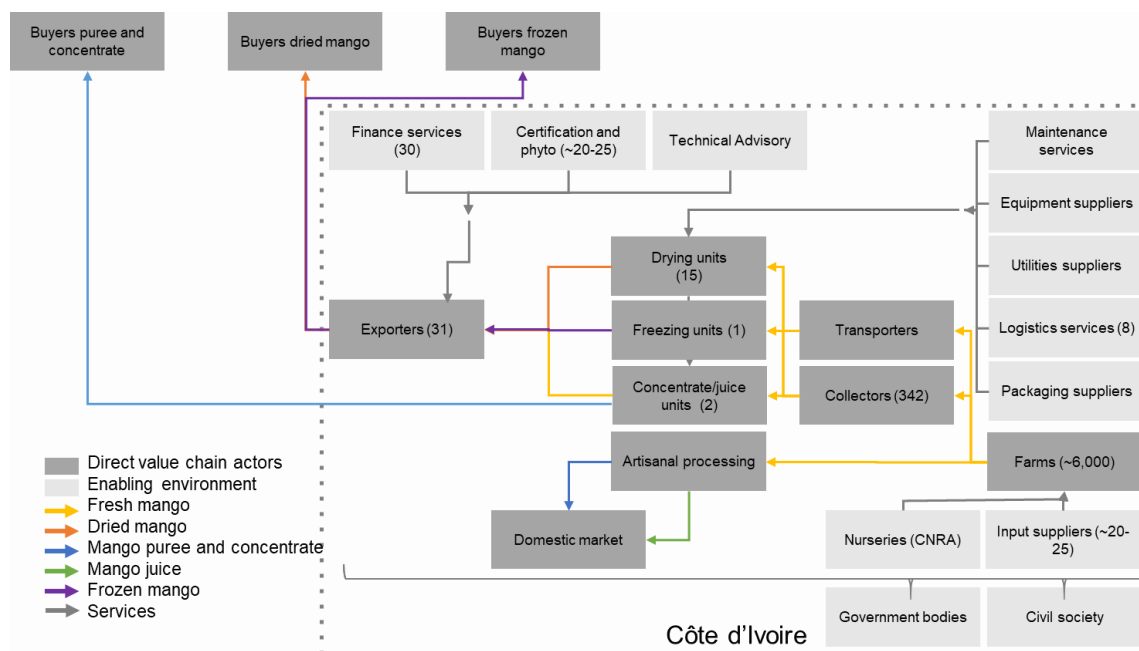 Buyers puree and
concentrate
Buyers dried mango
Buyers frozen
mango
Finance services
(30)
Certification and
phyto (~20-25)
Technical Advisory
Maintenance
services
Equipment suppliers
Utilities suppliers
Logistics services (8)
Packaging suppliers
Drying units
(15)
Exporters (31)
Freezing units (1)
Transporters
Concentrate/juice
units (2)
Collectors (342)
Artisanal processing
Farms (~6,000)
Domestic market
Nurseries (CNRA)
Input suppliers (~20-
25)
Government bodies
Civil society
Côte d'Ivoire
Direct value chain actors
Enabling environment
Fresh mango
Dried mango
Mango puree and concentrate
Mango juice
Frozen mango
Services